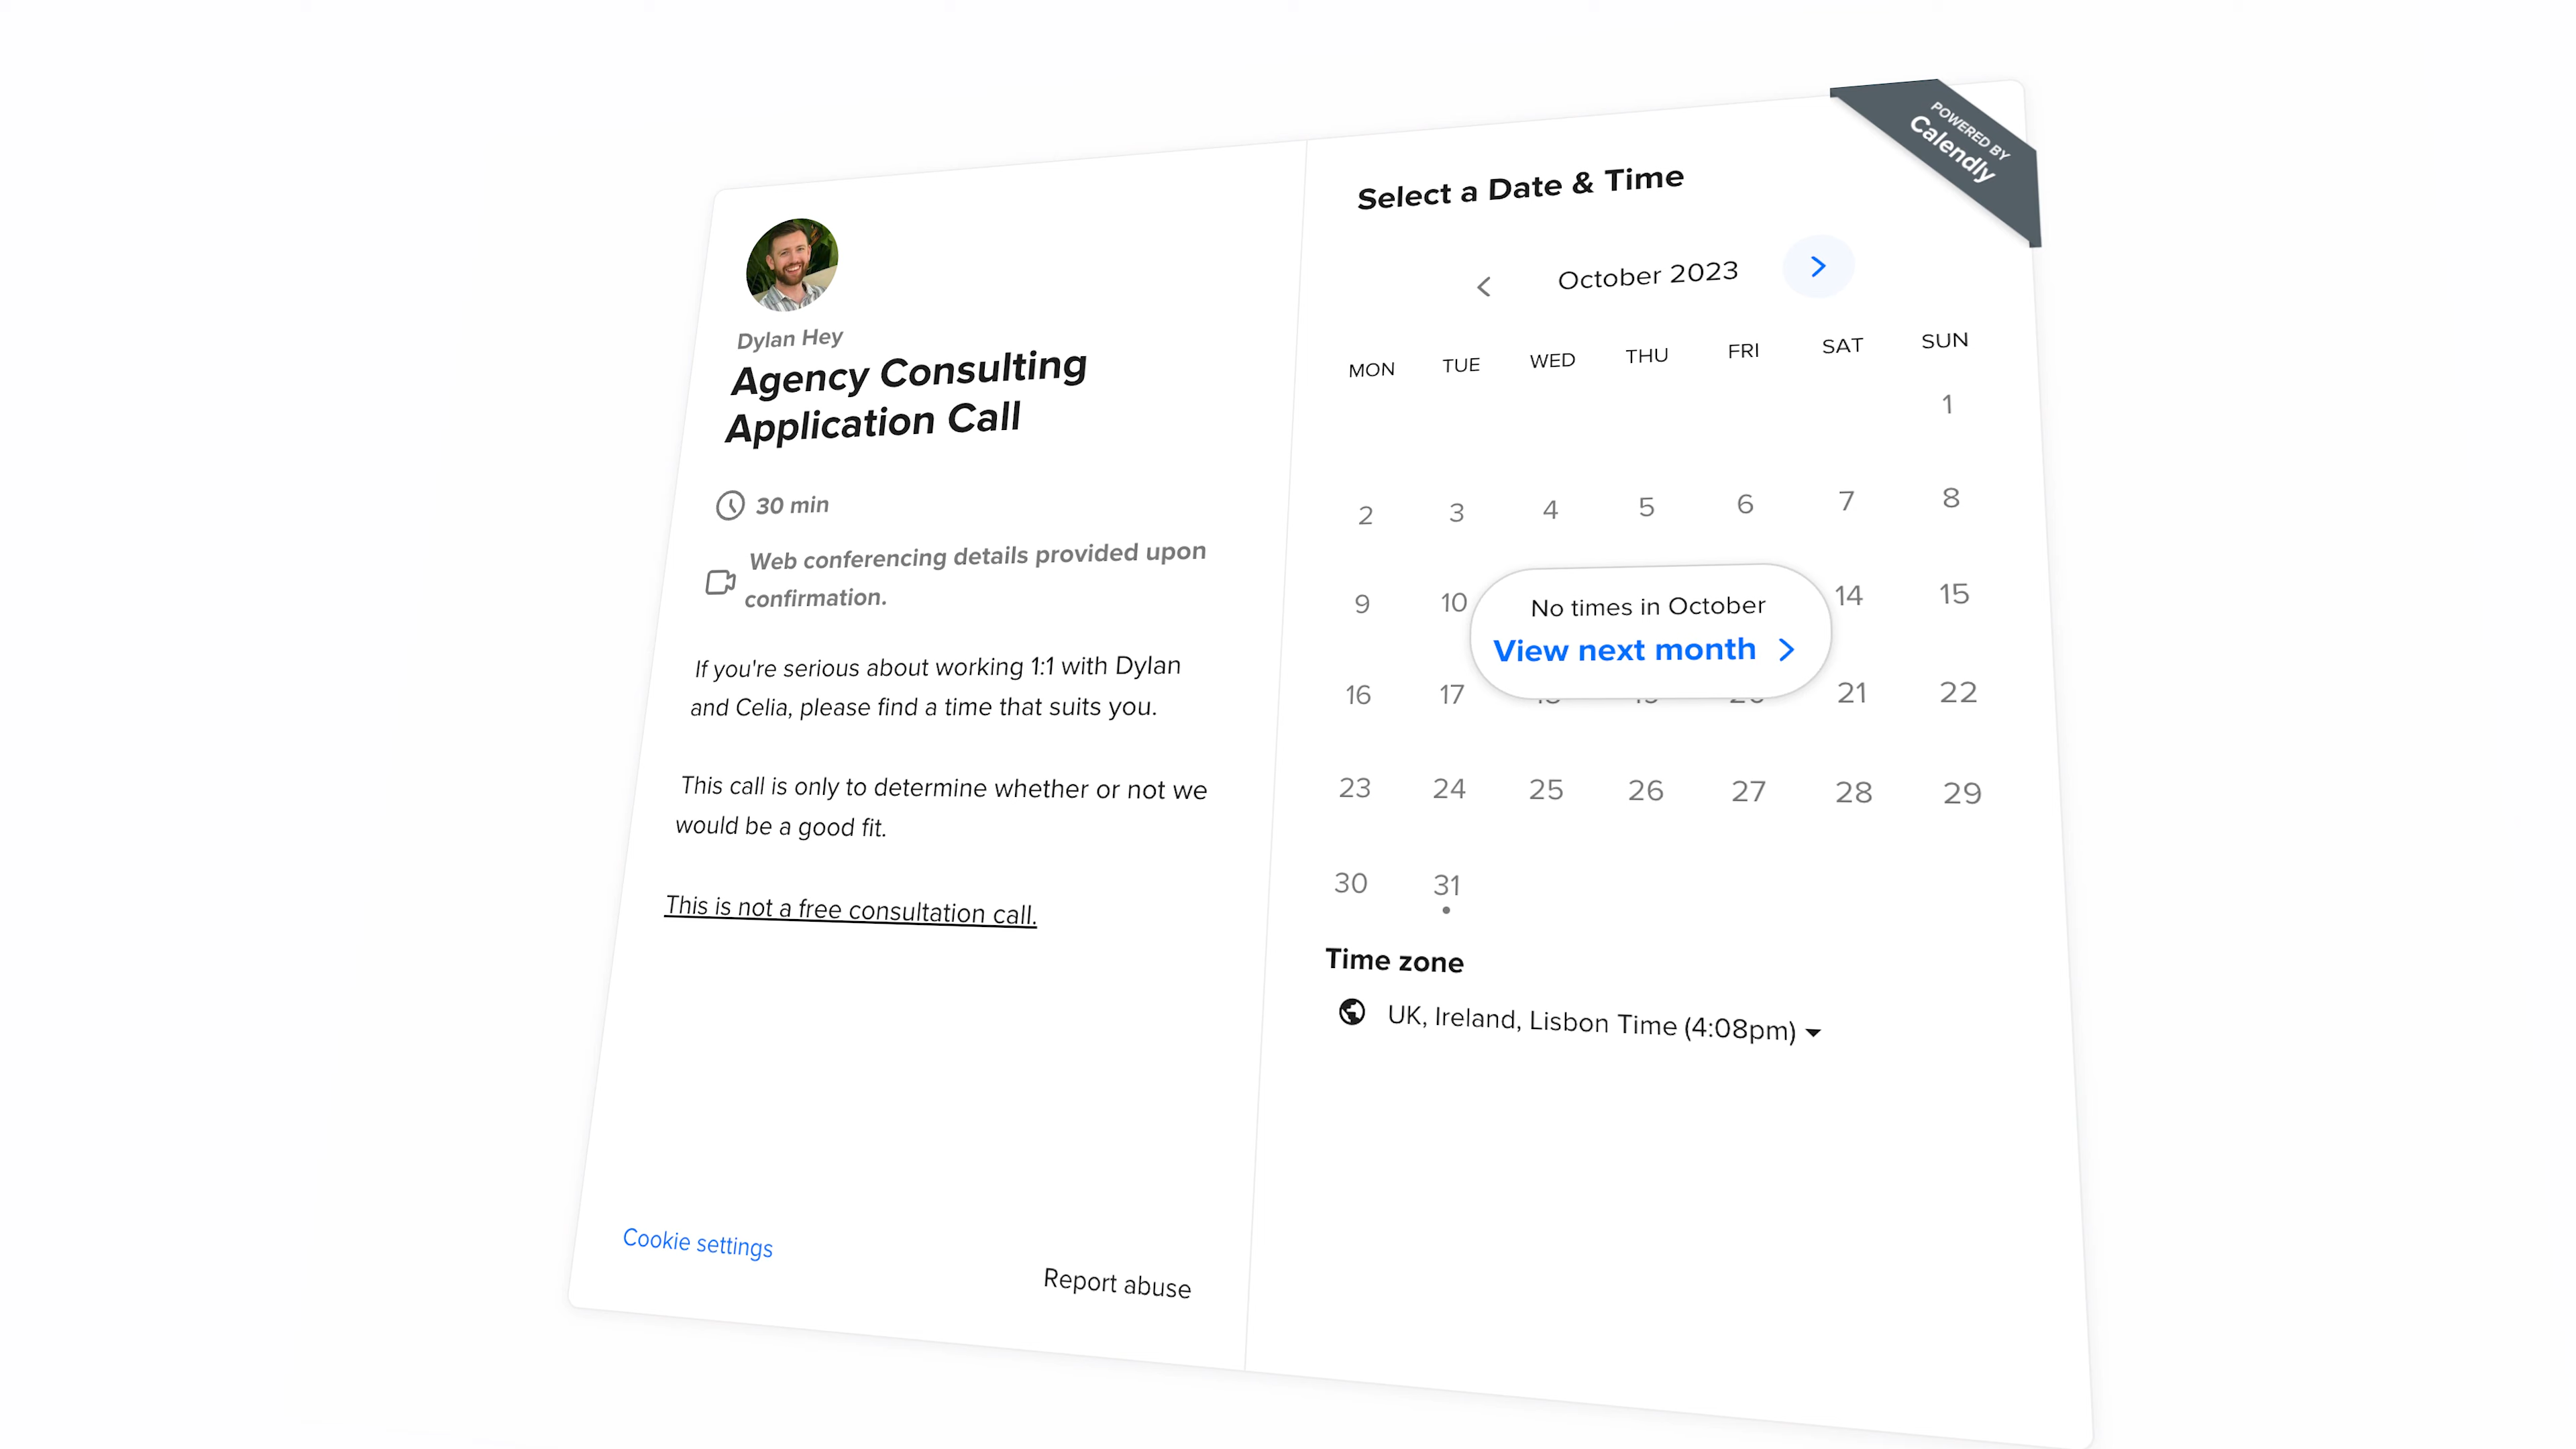 POWERED BY
Calendly
Dylan Hey
Agency Consulting
Application Call
30 min
Web conferencing details provided upon
confirmation.
If you're serious about working 1:1 with Dylan
and Celia, please find a time that suits you.
This call is only to determine whether or not we
would be a good fit.
This is not a free consultation call.
Cookie settings
Report abuse
Select a Date & Time
October 2023
MON TUE WED THU FRI SAT SUN
1
2 3 4 5 6 7 8
9 10 14 15
No times in October
View next month
16 17 21 22
23 24 25 26 27 28 29
30 31
Time zone
UK, Ireland, Lisbon Time (4:08pm)